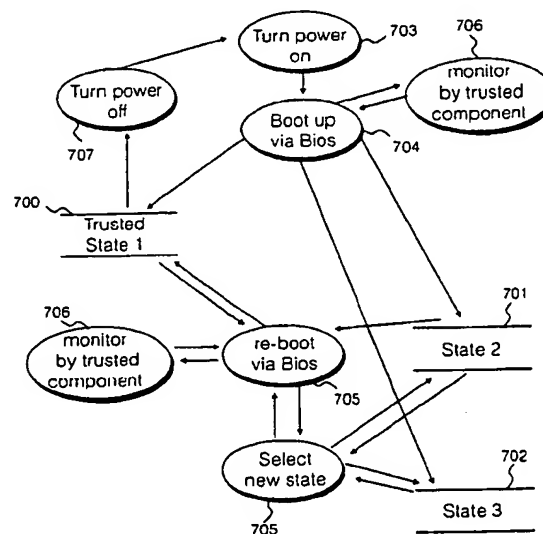 Turn power
on
703
706
monitor
by trusted
component
Turn power
off
707
Boot up
via Bios
704
700
Trusted
State 1
701
State 2
706
monitor
by trusted
component
re-boot
via Bios
705
Select
new state
705
702
State 3